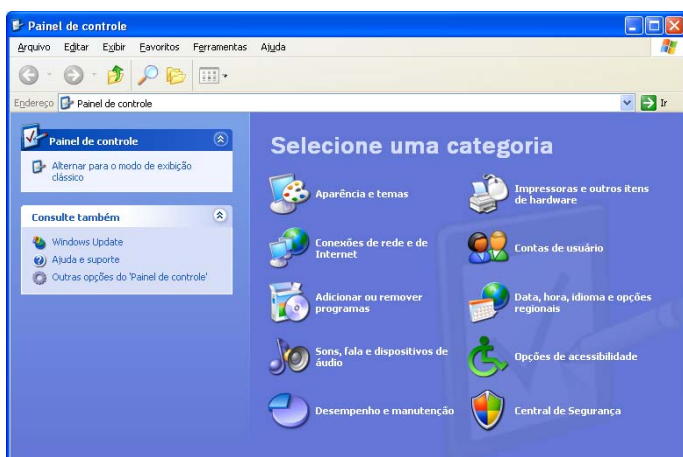 Painel de controle
Arquivo Editar Exibir Favoritos Ferramentas Ajuda
Endereço Painel de controle Ir
Painel de controle
Alternar para o modo de exibição
clássico
Consulte também
Windows Update
Ajuda e suporte
Outras opções do 'Painel de controle'
Selecione uma categoria
Aparência e temas
Impressoras e outros itens
de hardware
Conexões de rede e de
Internet
Contas de usuário
Adicionar ou remover
programas
Data, hora, idioma e opções
regionais
Sons, fala e dispositivos de
áudio
Opções de acessibilidade
Desempenho e manutenção
Central de Segurança